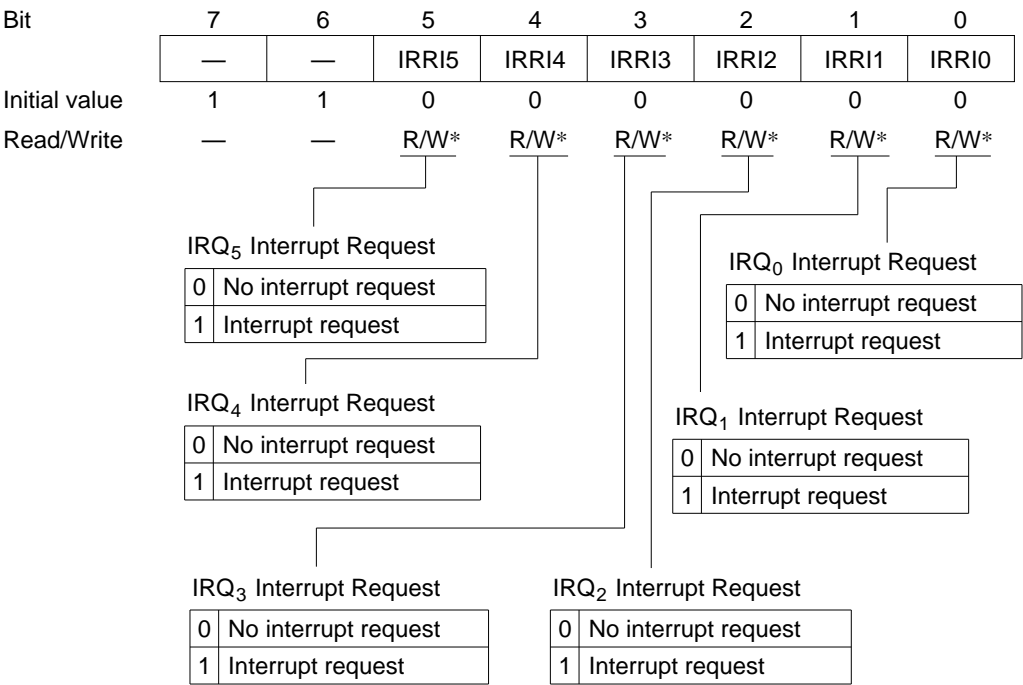 Bit 7 6 5 4 3 2 1 0
— — IRRI5 IRRI4 IRRI3 IRRI2 IRRI1 IRRI0
Initial value 1 1 0 0 0 0 0 0
Read/Write — — R/W* R/W* R/W* R/W* R/W* R/W*
IRQ5 Interrupt Request
0 No interrupt request
1 Interrupt request
IRQ0 Interrupt Request
0 No interrupt request
1 Interrupt request
IRQ4 Interrupt Request
0 No interrupt request
1 Interrupt request
IRQ1 Interrupt Request
0 No interrupt request
1 Interrupt request
IRQ3 Interrupt Request
0 No interrupt request
1 Interrupt request
IRQ2 Interrupt Request
0 No interrupt request
1 Interrupt request